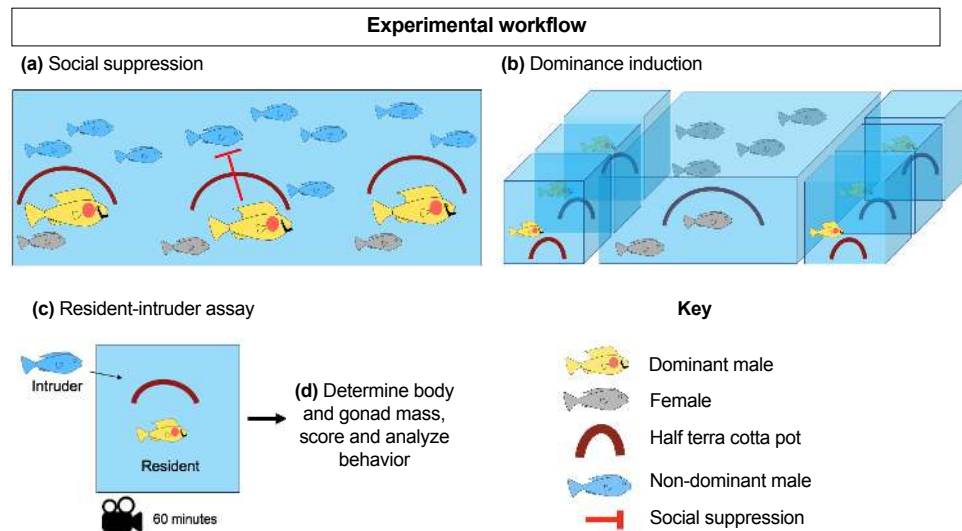 Experimental workflow
(a) Social suppression
(b) Dominance induction
(c) Resident-intruder assay
Intruder
Resident
60 minutes
(d) Determine body
and gonad mass,
score and analyze
behavior
Key
Dominant male
Female
Half terra cotta pot
Non-dominant male
Social suppression